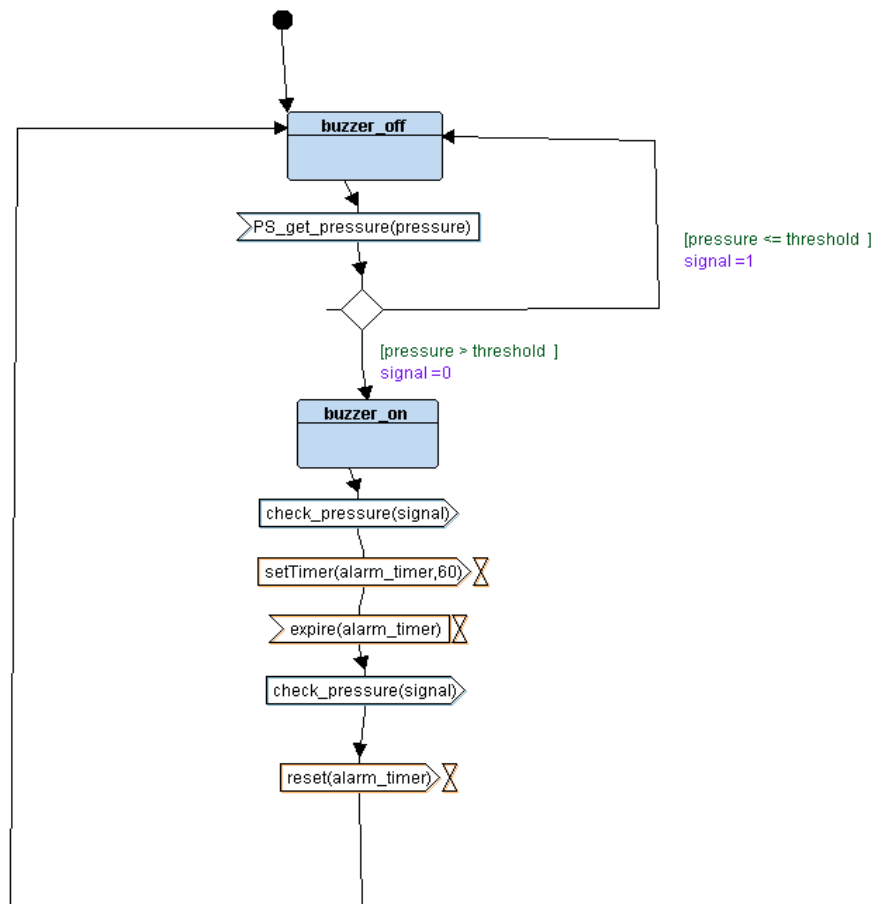 buzzer_off
PS_get_pressure(pressure)
[pressure <= threshold ]
signal =1
[pressure > threshold ]
signal =0
buzzer_on
check_pressure(signal)
setTimer(alarm_timer,60)
expire(alarm_timer)
check_pressure(signal)
reset(alarm_timer)